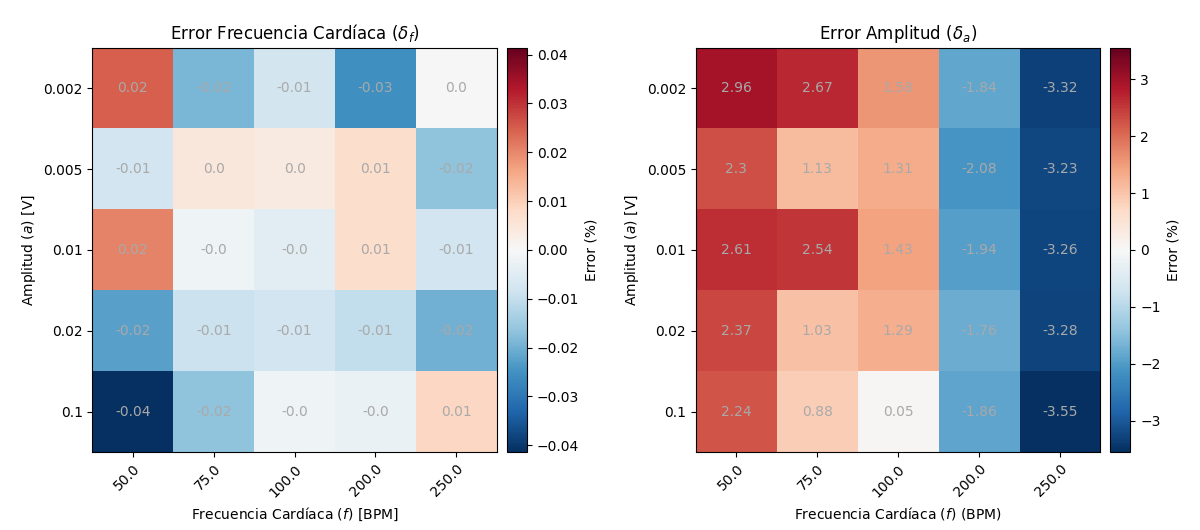 Error Frecuencia Cardíaca (δ_f)
0.002 0.02 -0.01 -0.03 0.0
0.005 -0.01 0.0 0.0 0.01 -0.02
0.01 0.02 -0.0 -0.0 0.01 -0.01
0.02 -0.02 -0.01 -0.01 -0.01 -0.02
0.1 -0.04 -0.02 -0.0 -0.0 0.01
50.0 75.0 100.0 200.0 250.0
Amplitud (a) [V]
Frecuencia Cardíaca (f) [BPM]
0.04
0.03
0.02
0.01
0.00
−0.01
−0.02
−0.03
−0.04
Error (%)
Error Amplitud (δ_a)
0.002 2.96 2.67 -1.84 -3.32
0.005 2.3 1.13 1.31 -2.08 -3.23
0.01 2.61 2.54 1.43 -1.94 -3.26
0.02 2.37 1.03 1.29 -1.76 -3.28
0.1 2.24 0.88 0.05 -1.86 -3.55
50.0 75.0 100.0 200.0 250.0
Amplitud (a) [V]
Frecuencia Cardíaca (f) (BPM)
3
2
1
0
−1
−2
−3
Error (%)